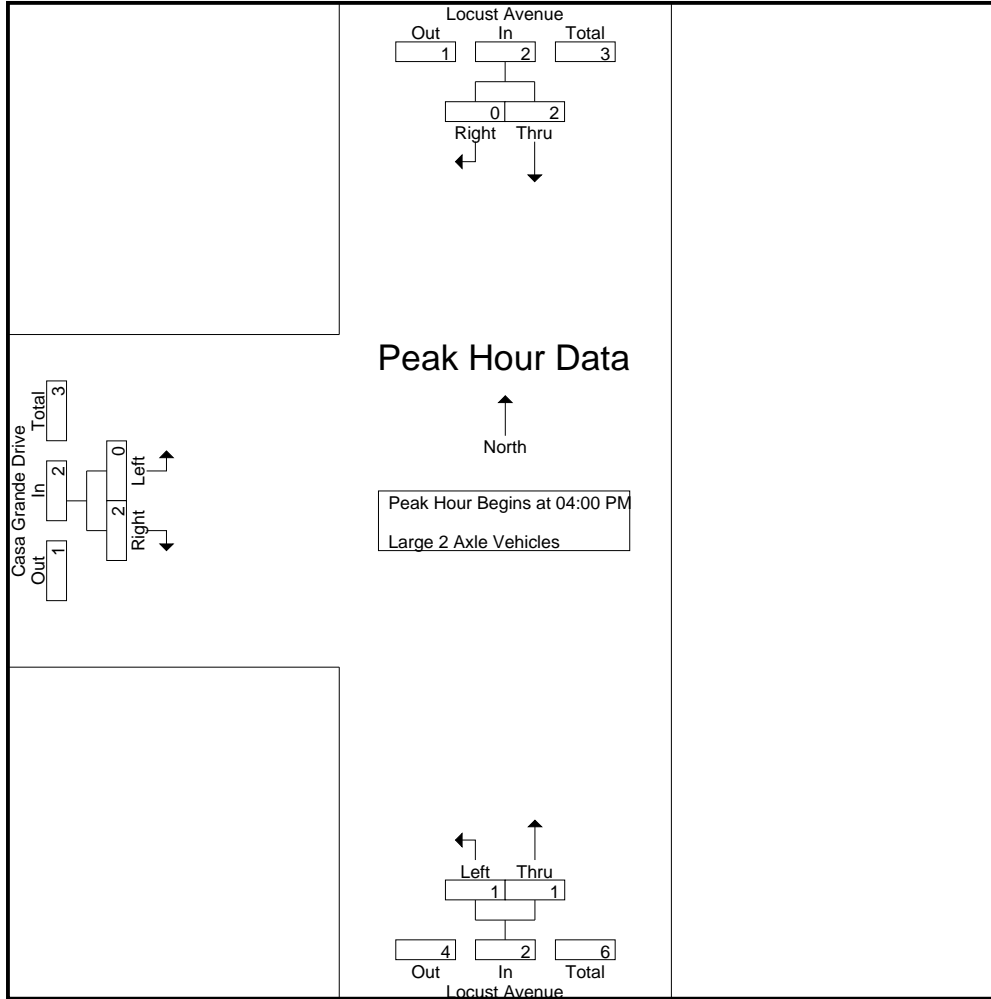 Locust Avenue
Out In Total
1 2 3
0 2
Right Thru
Peak Hour Data
North
Peak Hour Begins at 04:00 PM
Large 2 Axle Vehicles
Casa Grande Drive
Out In Total
1 2 3
Right Left
2 0
Left Thru
1 1
4 2 6
Out In Total
Locust Avenue